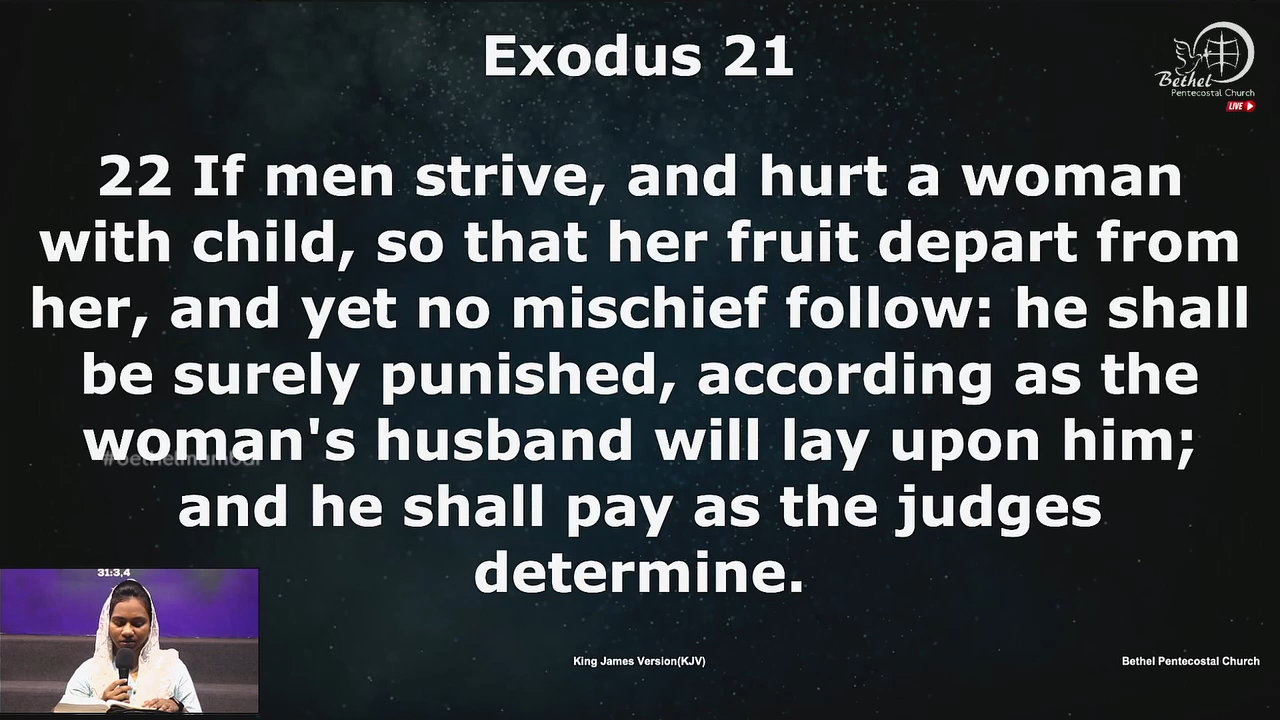 Exodus 21
Bethel
Pentecostal Church
LIVE
22 If men strive, and hurt a woman
with child, so that her fruit depart from
her, and yet no mischief follow: he shall
be surely punished, according as the
woman's husband will lay upon him;
and he shall pay as the judges
determine.
31:3,4
King James Version(KJV)
Bethel Pentecostal Church